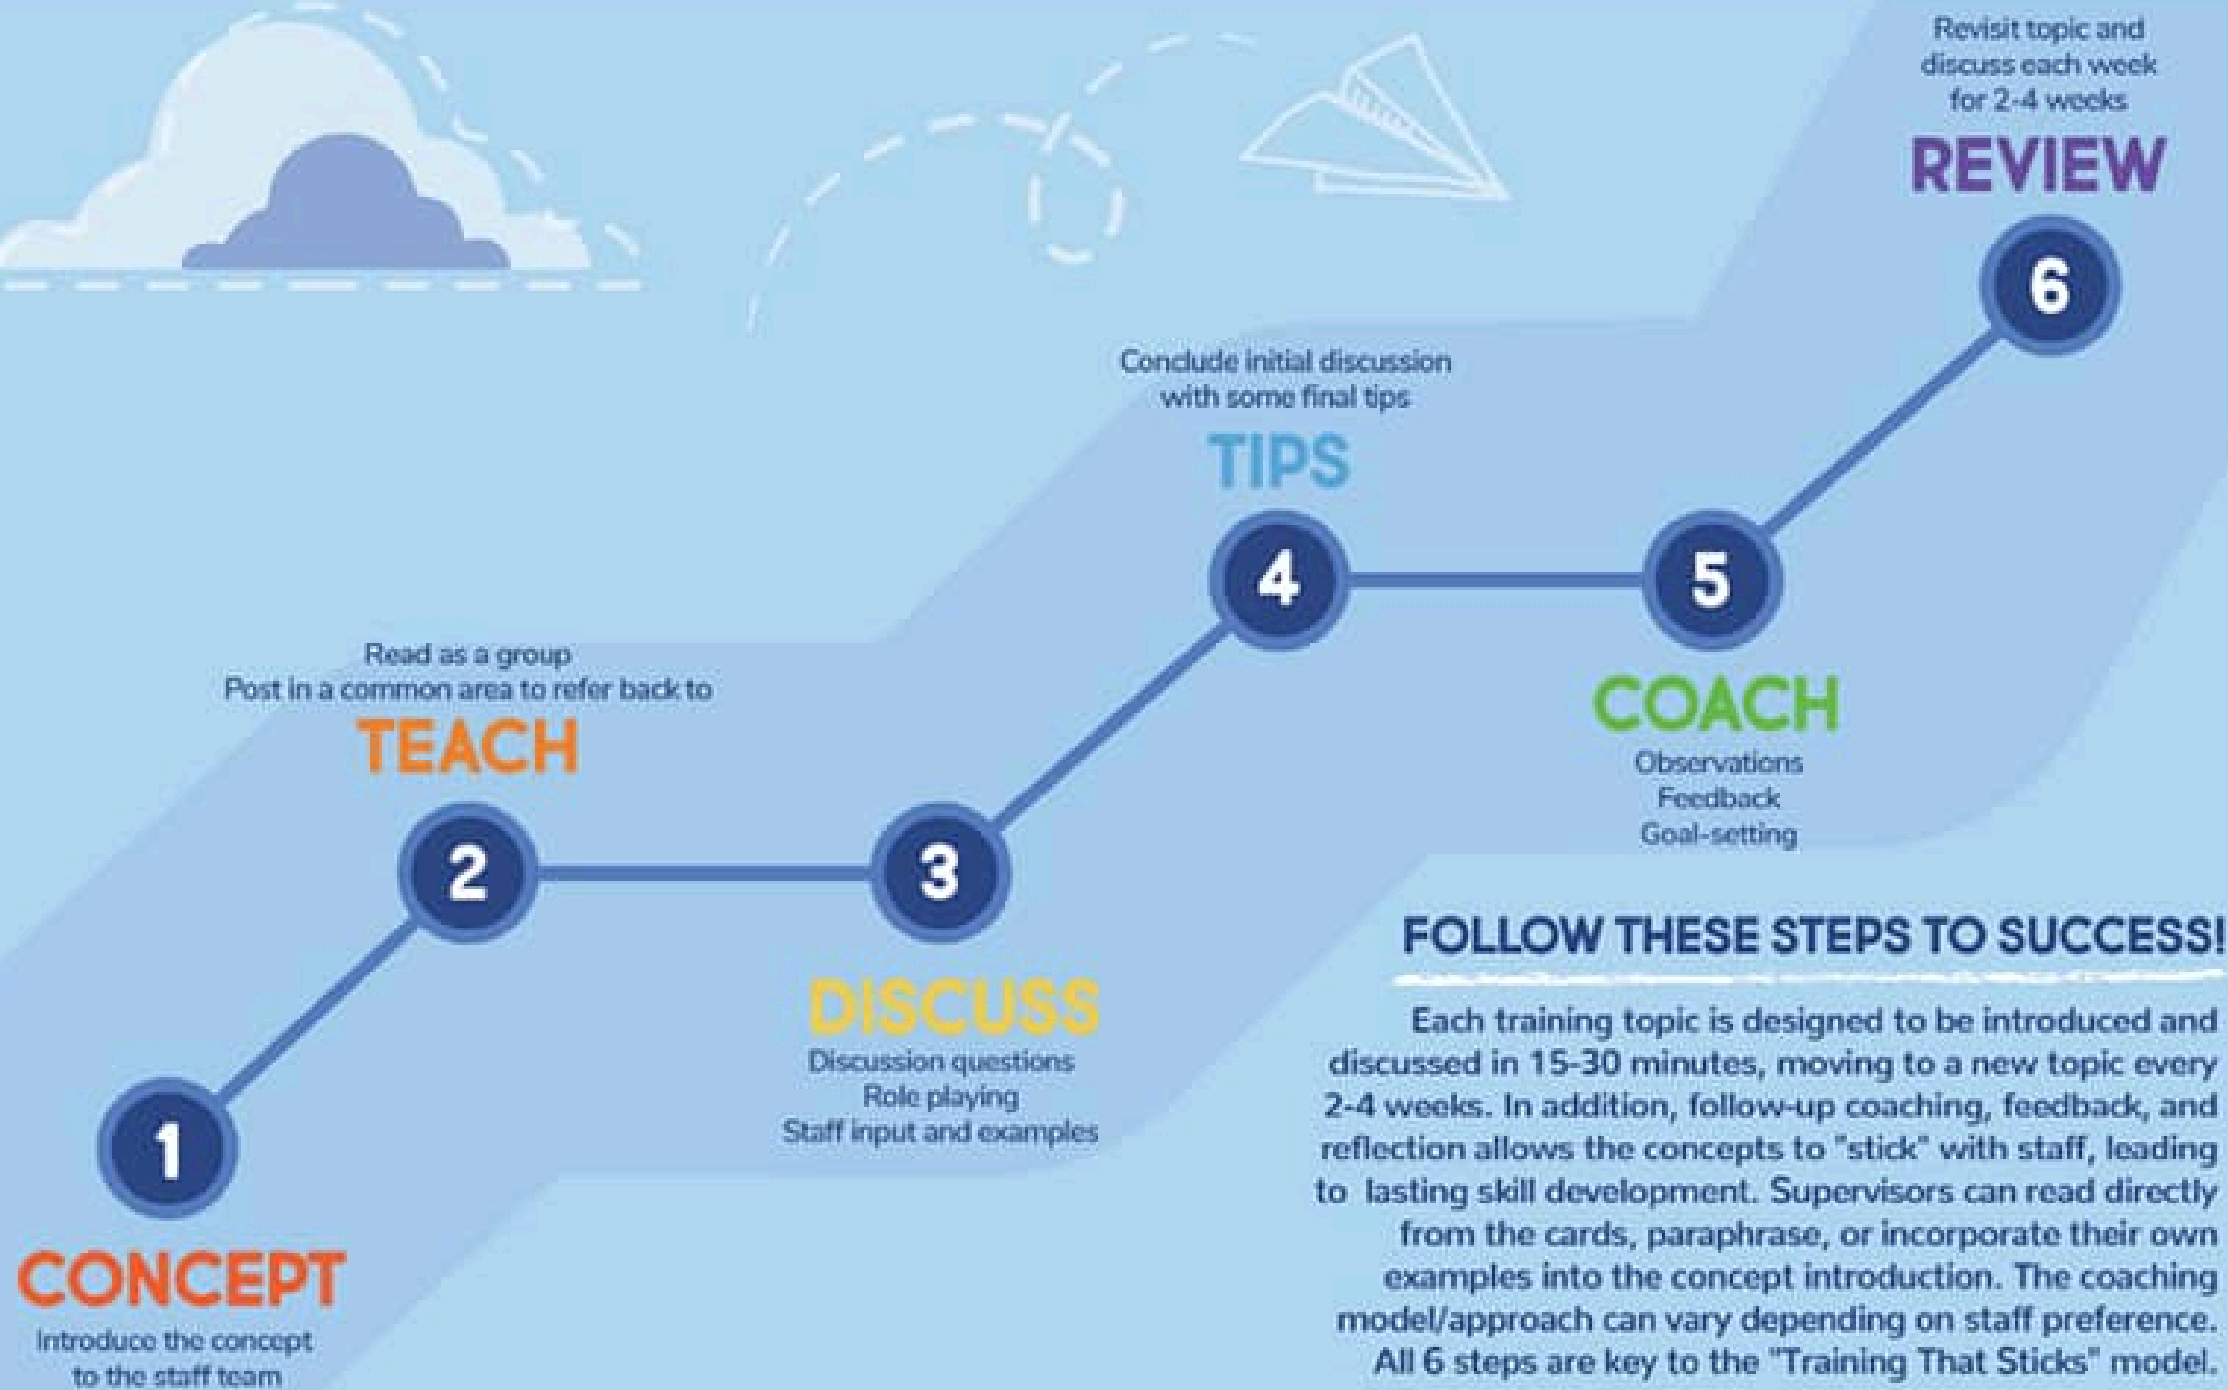 Revisit topic and
discuss each week
for 2-4 weeks
REVIEW
6
Conclude initial discussion
with some final tips
TIPS
4
5
COACH
Observations
Feedback
Goal-setting
Read as a group
Post in a common area to refer back to
TEACH
2
3
DISCUSS
Discussion questions
Role playing
Staff input and examples
1
CONCEPT
Introduce the concept
to the staff team
FOLLOW THESE STEPS TO SUCCESS!
Each training topic is designed to be introduced and
discussed in 15-30 minutes, moving to a new topic every
2-4 weeks. In addition, follow-up coaching, feedback, and
reflection allows the concepts to "stick" with staff, leading
to lasting skill development. Supervisors can read directly
from the cards, paraphrase, or incorporate their own
examples into the concept introduction. The coaching
model/approach can vary depending on staff preference.
All 6 steps are key to the "Training That Sticks" model.